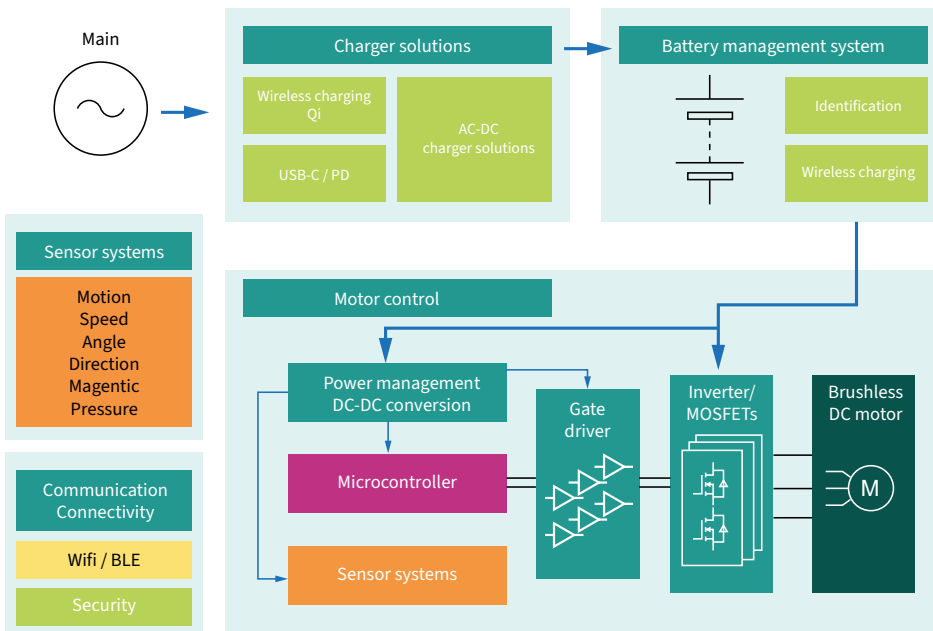 Main
Charger solutions
Wireless charging
Qi
USB-C / PD
AC-DC
charger solutions
Battery management system
Identification
Wireless charging
Sensor systems
Motion
Speed
Angle
Direction
Magentic
Pressure
Communication
Connectivity
Wifi / BLE
Security
Motor control
Power management
DC-DC conversion
Microcontroller
Sensor systems
Gate
driver
Inverter/
MOSFETs
Brushless
DC motor
M